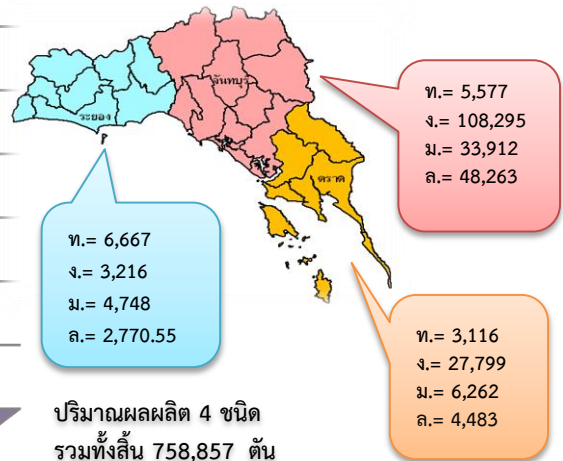 จันทบุรี
ระยอง
ตราด
ท.= 5,577
ง.= 108,295
ม.= 33,912
ล.= 48,263
ท.= 6,667
ง.= 3,216
ม.= 4,748
ล.= 2,770.55
ท.= 3,116
ง.= 27,799
ม.= 6,262
ล.= 4,483
ปริมาณผลผลิต 4 ชนิด
รวมทั้งสิ้น 758,857 ตัน